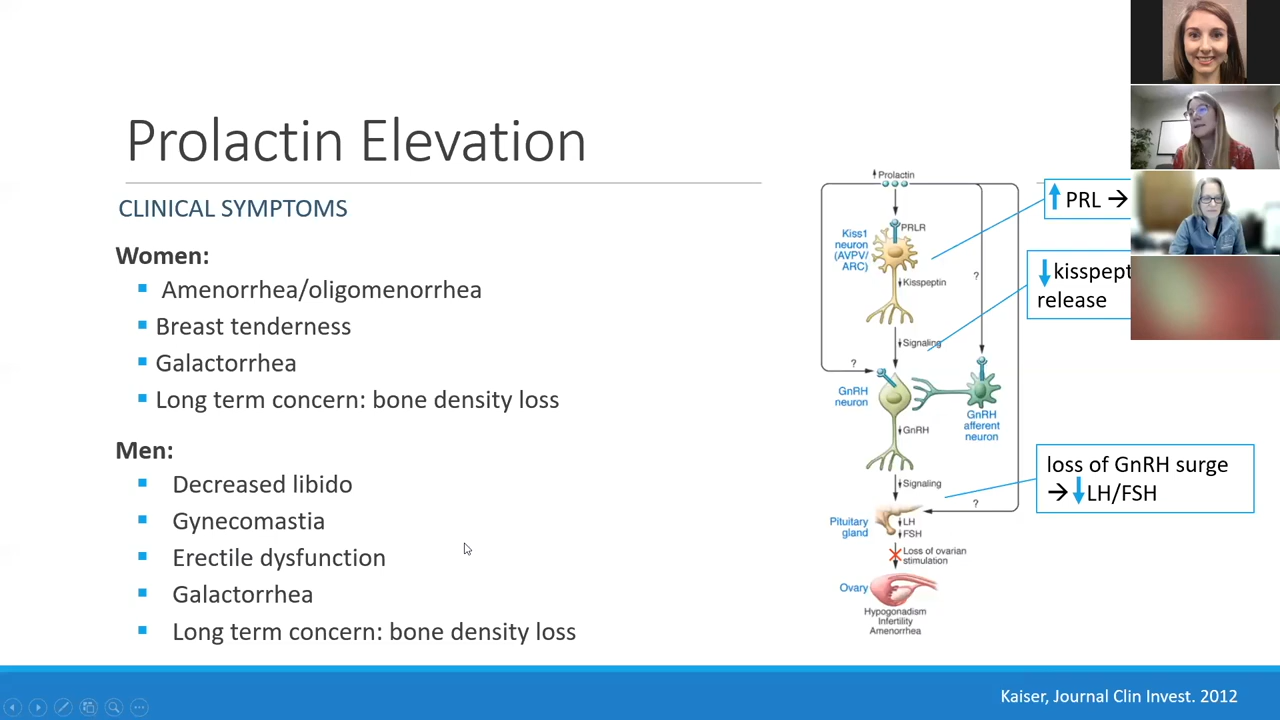 Prolactin Elevation
CLINICAL SYMPTOMS
Women:
Amenorrhea/oligomenorrhea
Breast tenderness
Galactorrhea
Long term concern: bone density loss
Men:
Decreased libido
Gynecomastia
Erectile dysfunction
Galactorrhea
Long term concern: bone density loss
Prolactin
PRLR
Kiss1
neuron
(AVPV/
ARC)
Kisspeptin
?
Signaling
?
GnRH
neuron
GnRH
afferent
neuron
GnRH
Signaling
?
Pituitary
gland
LH
FSH
Loss of ovarian
stimulation
Ovary
Hypogonadism
Infertility
Amenorrhea
↑ PRL →
↓kisspept
release
loss of GnRH surge
→ ↓LH/FSH
Kaiser, Journal Clin Invest. 2012